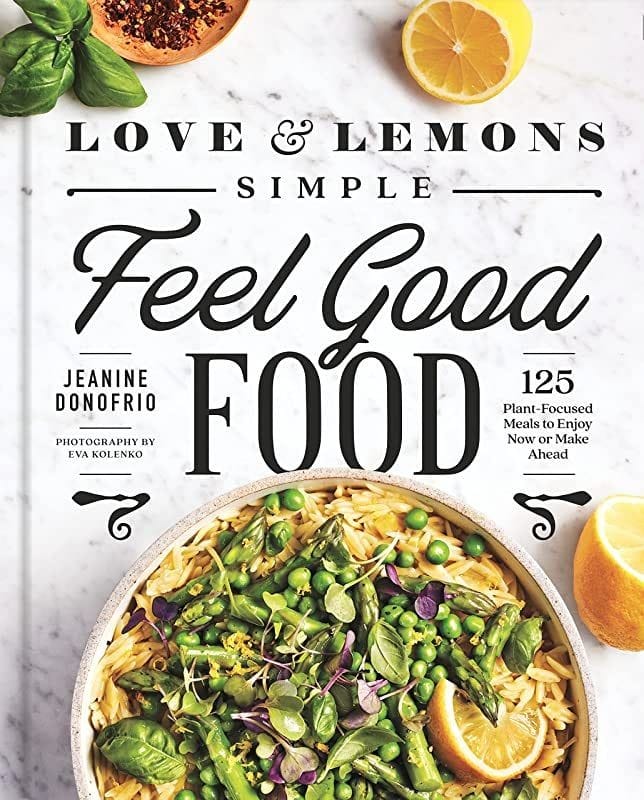 LOVE & LEMONS
SIMPLE
Feel Good
FOOD
JEANINE
DONOFRIO
PHOTOGRAPHY BY
EVA KOLENKO
125
Plant-Focused
Meals to Enjoy
Now or Make
Ahead